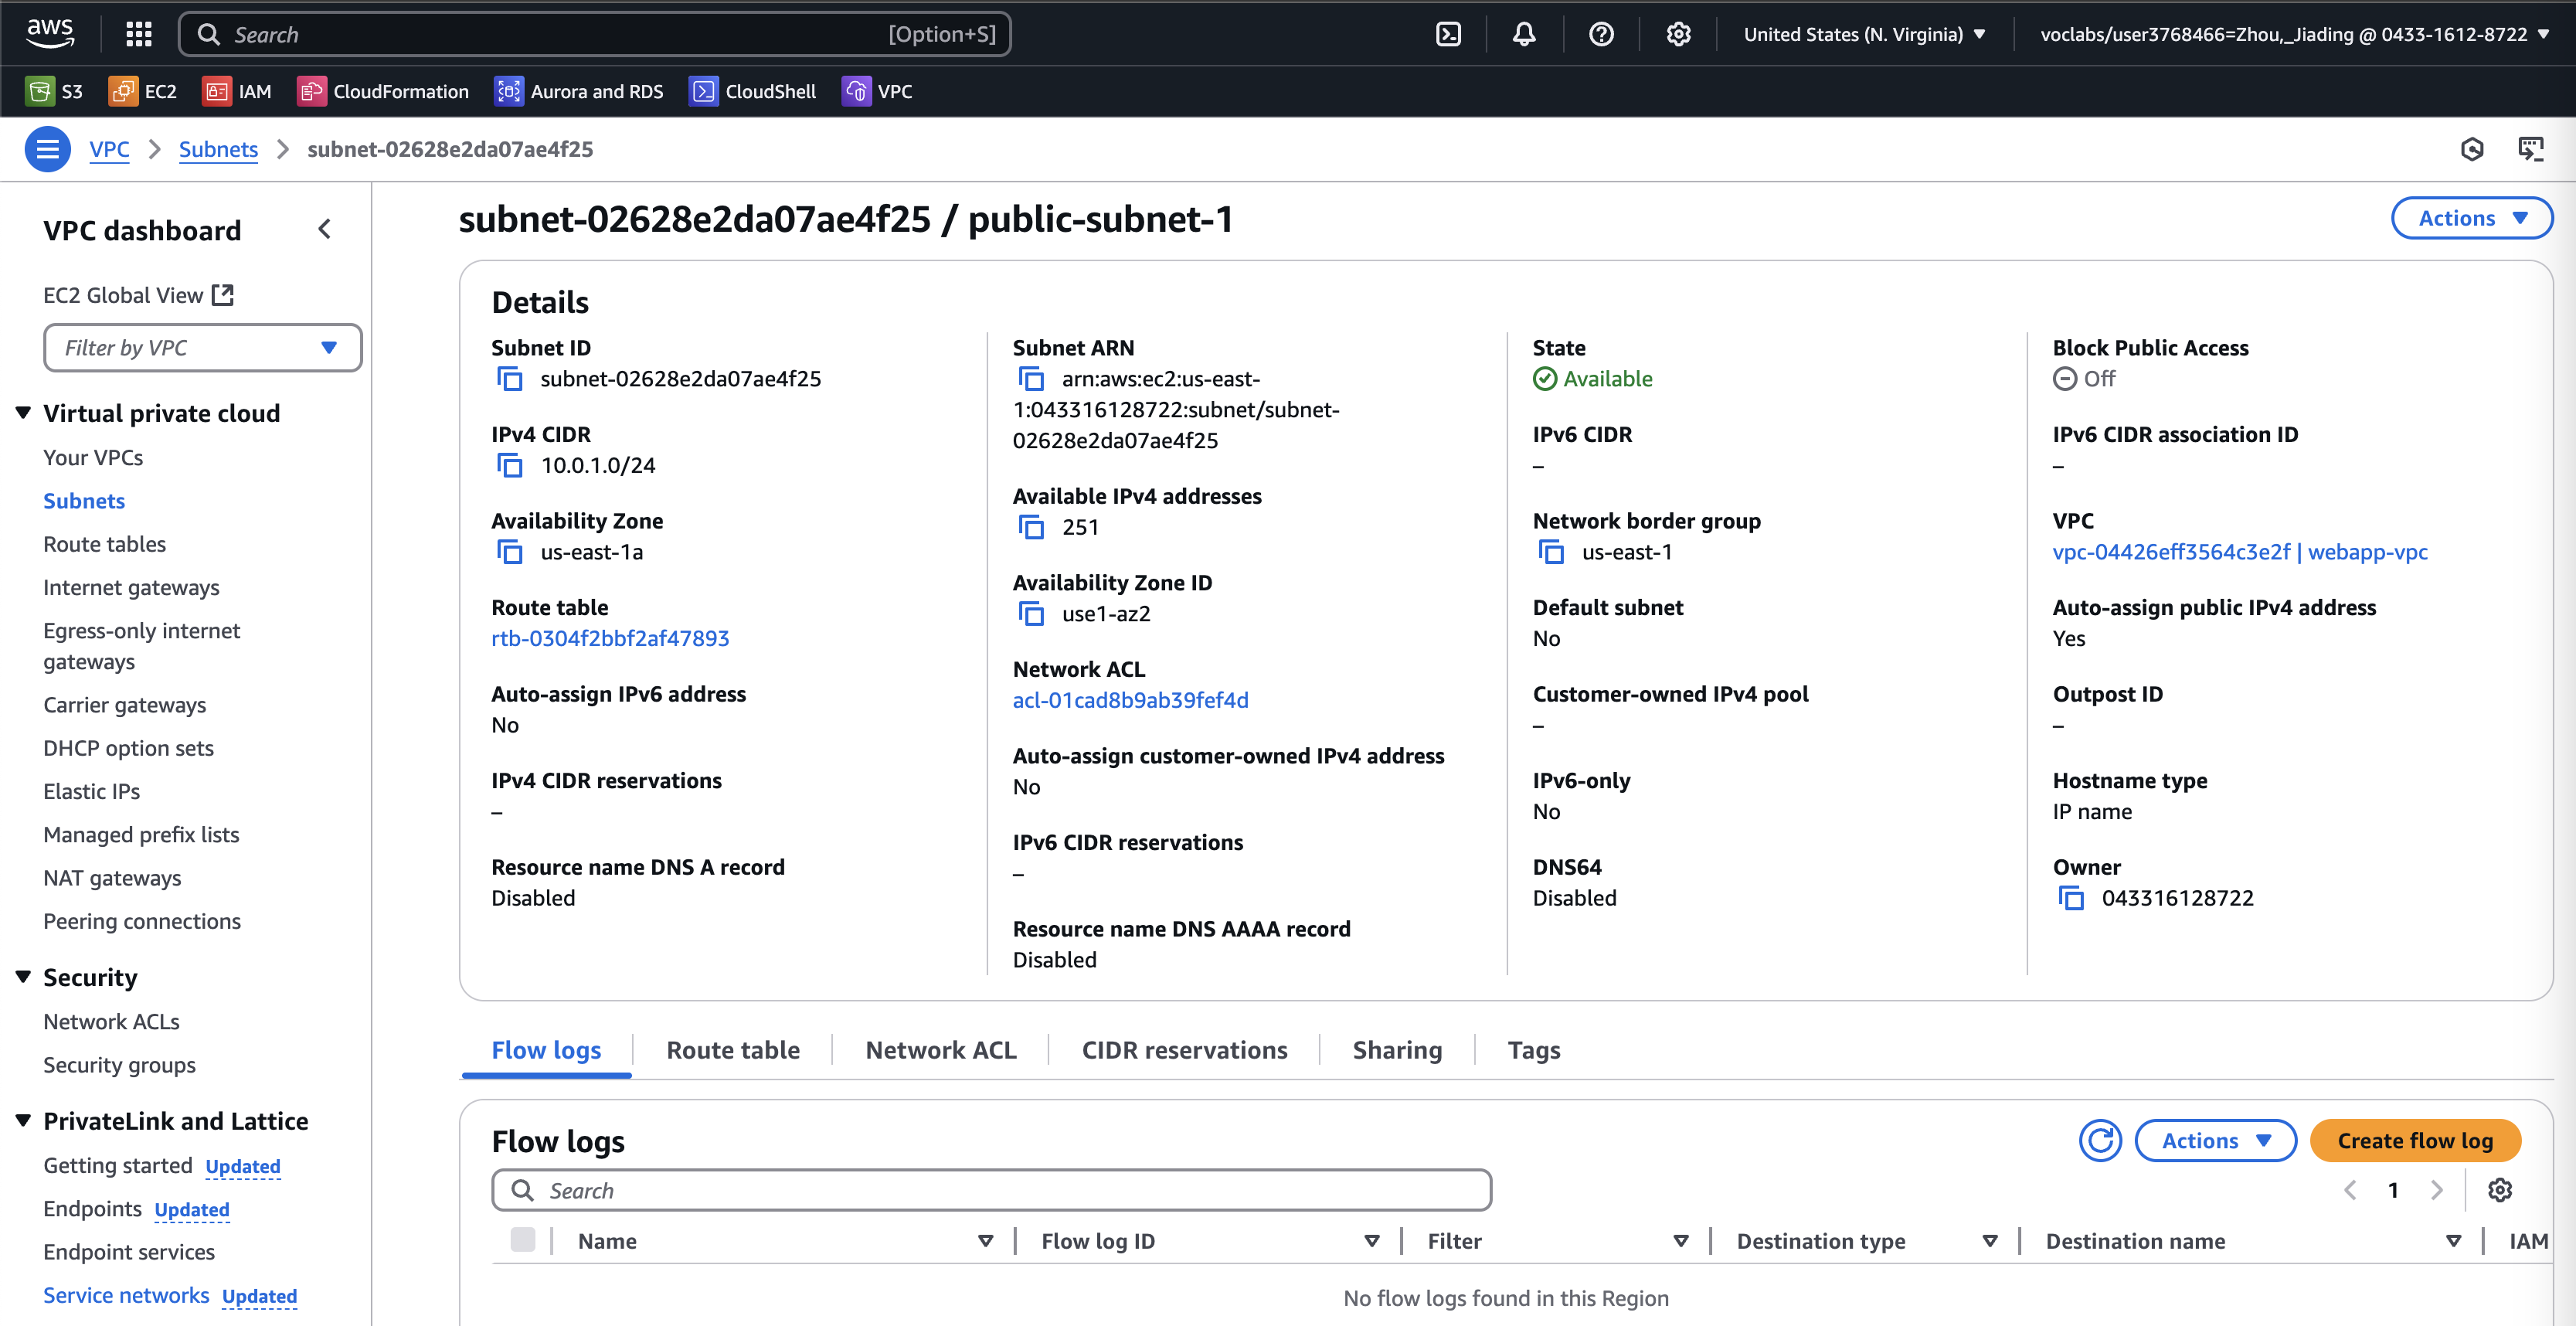 aws
Search [Option+S]
United States (N. Virginia)
voclabs/user3768466=Zhou,_Jiading @ 0433-1612-8722
S3 EC2 IAM CloudFormation Aurora and RDS CloudShell VPC
VPC Subnets subnet-02628e2da07ae4f25
VPC dashboard
EC2 Global View
Filter by VPC
Virtual private cloud
Your VPCs
Subnets
Route tables
Internet gateways
Egress-only internet
gateways
Carrier gateways
DHCP option sets
Elastic IPs
Managed prefix lists
NAT gateways
Peering connections
Security
Network ACLs
Security groups
PrivateLink and Lattice
Getting started Updated
Endpoints Updated
Endpoint services
Service networks Updated
subnet-02628e2da07ae4f25 / public-subnet-1
Actions
Details
Subnet ID
subnet-02628e2da07ae4f25
IPv4 CIDR
10.0.1.0/24
Availability Zone
us-east-1a
Route table
rtb-0304f2bbf2af47893
Auto-assign IPv6 address
No
IPv4 CIDR reservations
–
Resource name DNS A record
Disabled
Subnet ARN
arn:aws:ec2:us-east-
1:043316128722:subnet/subnet-
02628e2da07ae4f25
Available IPv4 addresses
251
Availability Zone ID
use1-az2
Network ACL
acl-01cad8b9ab39fef4d
Auto-assign customer-owned IPv4 address
No
IPv6 CIDR reservations
–
Resource name DNS AAAA record
Disabled
State
Available
IPv6 CIDR
–
Network border group
us-east-1
Default subnet
No
Customer-owned IPv4 pool
–
IPv6-only
No
DNS64
Disabled
Block Public Access
Off
IPv6 CIDR association ID
–
VPC
vpc-04426eff3564c3e2f | webapp-vpc
Auto-assign public IPv4 address
Yes
Outpost ID
–
Hostname type
IP name
Owner
043316128722
Flow logs Route table Network ACL CIDR reservations Sharing Tags
Flow logs
Actions
Create flow log
Search
1
Name Flow log ID Filter Destination type Destination name IAM
No flow logs found in this Region